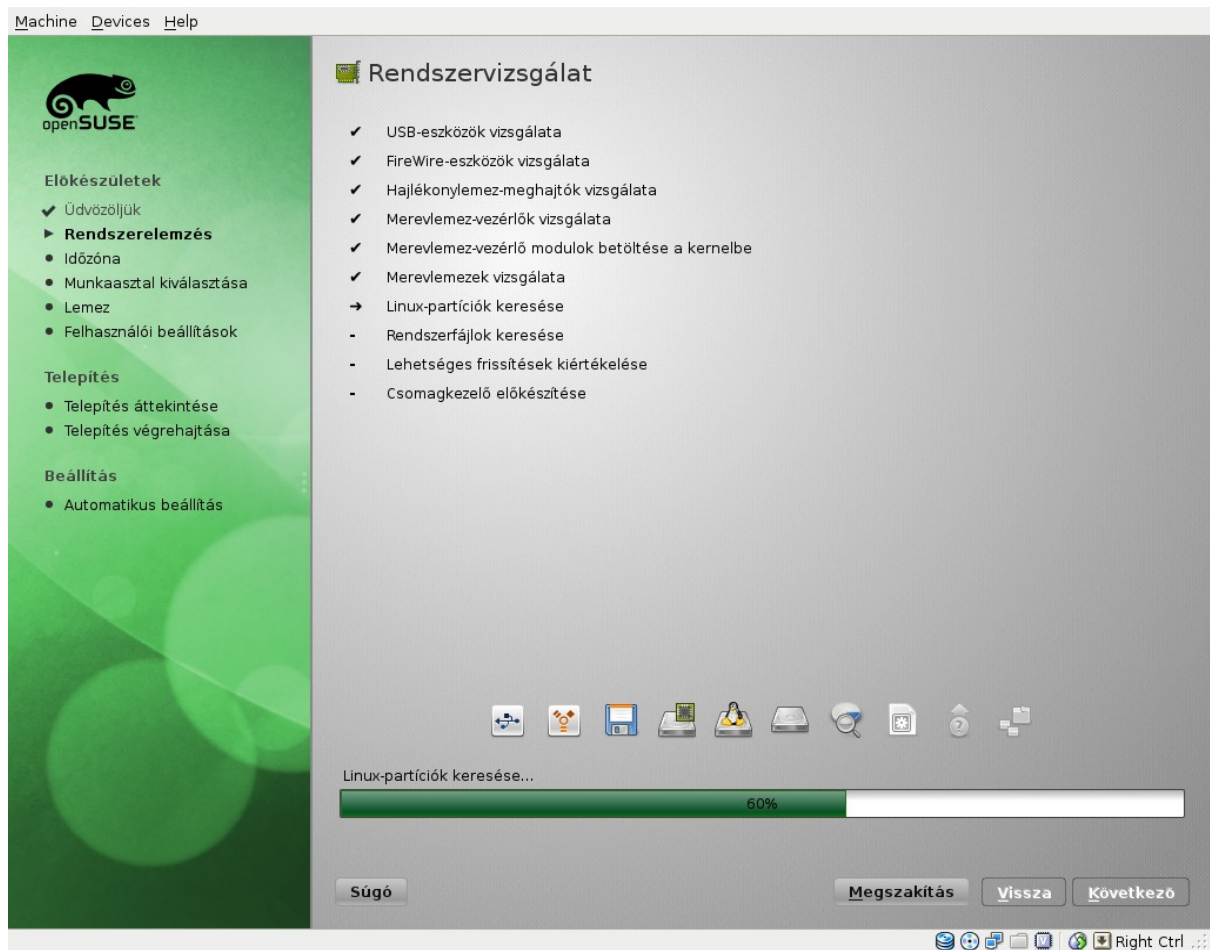 Machine Devices Help
openSUSE
Előkészületek
Üdvözöljük
Rendszerelemzés
Időzóna
Munkaasztal kiválasztása
Lemez
Felhasználói beállítások
Telepítés
Telepítés áttekintése
Telepítés végrehajtása
Beállítás
Automatikus beállítás
Rendszervizsgálat
USB-eszközök vizsgálata
FireWire-eszközök vizsgálata
Hajlékonylemez-meghajtók vizsgálata
Merevlemez-vezérlők vizsgálata
Merevlemez-vezérlő modulok betöltése a kernelbe
Merevlemezek vizsgálata
Linux-partíciók keresése
Rendszerfájlok keresése
Lehetséges frissítések kiértékelése
Csomagkezelő előkészítése
Linux-partíciók keresése...
60%
Súgó Megszakítás Vissza Következő
Right Ctrl